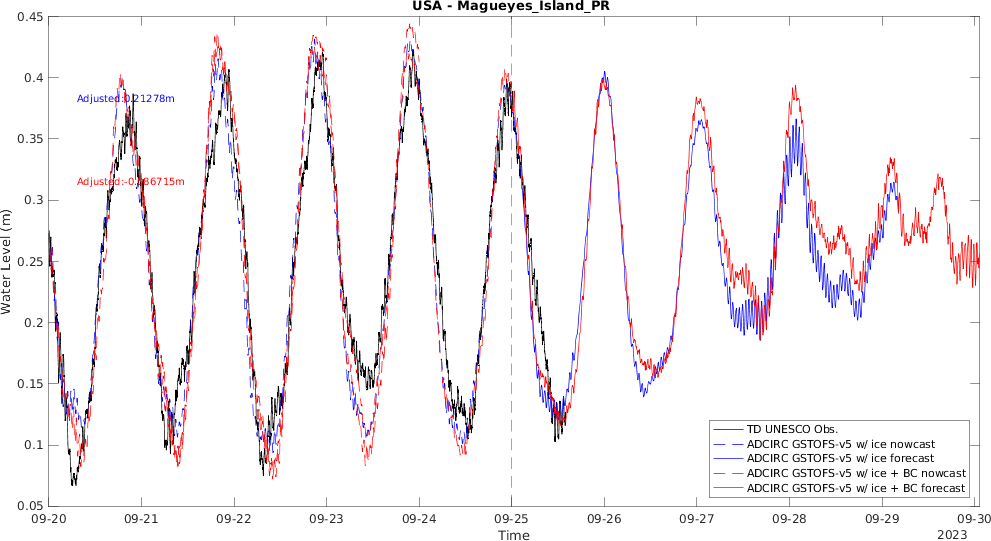 USA - Magueyes_Island_PR
0.45
0.4
0.35
0.3
0.25
0.2
0.15
0.1
0.05
Water Level (m)
Adjusted:0.21278m
TD UNESCO Obs.
ADCIRC GSTOFS-v5 w/ ice nowcast
ADCIRC GSTOFS-v5 w/ ice forecast
ADCIRC GSTOFS-v5 w/ ice + BC nowcast
ADCIRC GSTOFS-v5 w/ ice + BC forecast
09-20 09-21 09-22 09-23 09-24 09-25 09-26 09-27 09-28 09-29 09-30
Time
2023